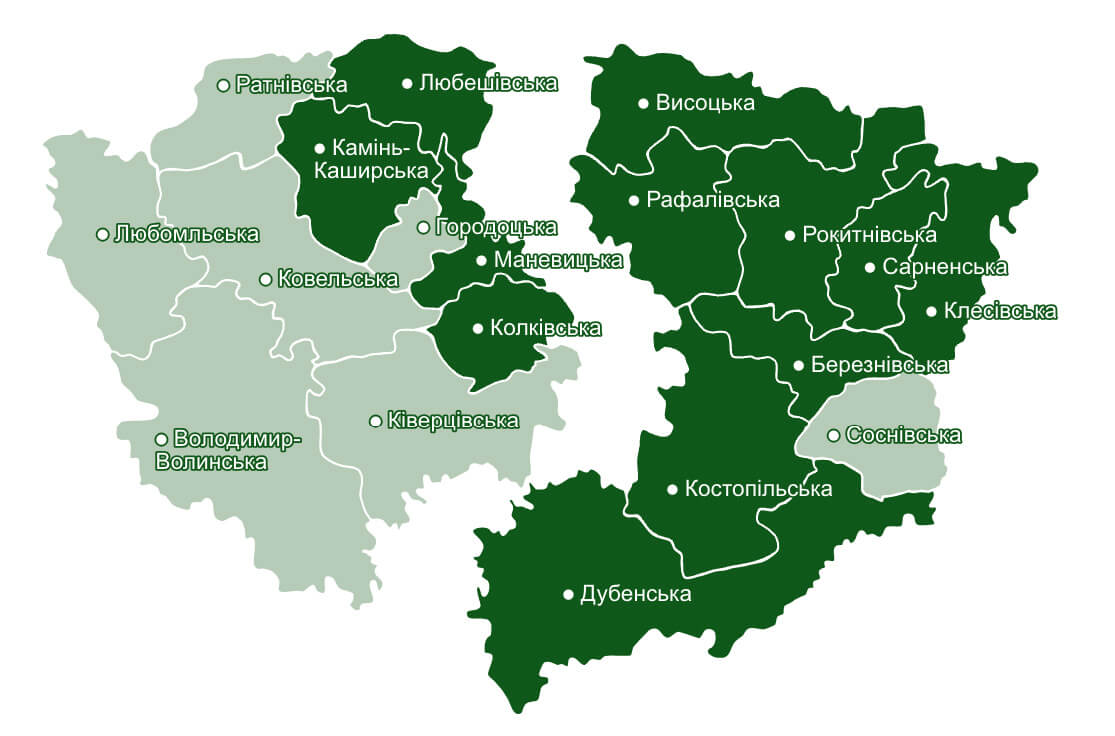 Ратнівська
Любешівська
Камінь-
Каширська
Любомльська
Городоцька
Маневицька
Ковельська
Колківська
Ківерцівська
Володимир-
Волинська
Висоцька
Рафалівська
Рокитнівська
Сарненська
Клесівська
Березнівська
Соснівська
Костопільська
Дубенська